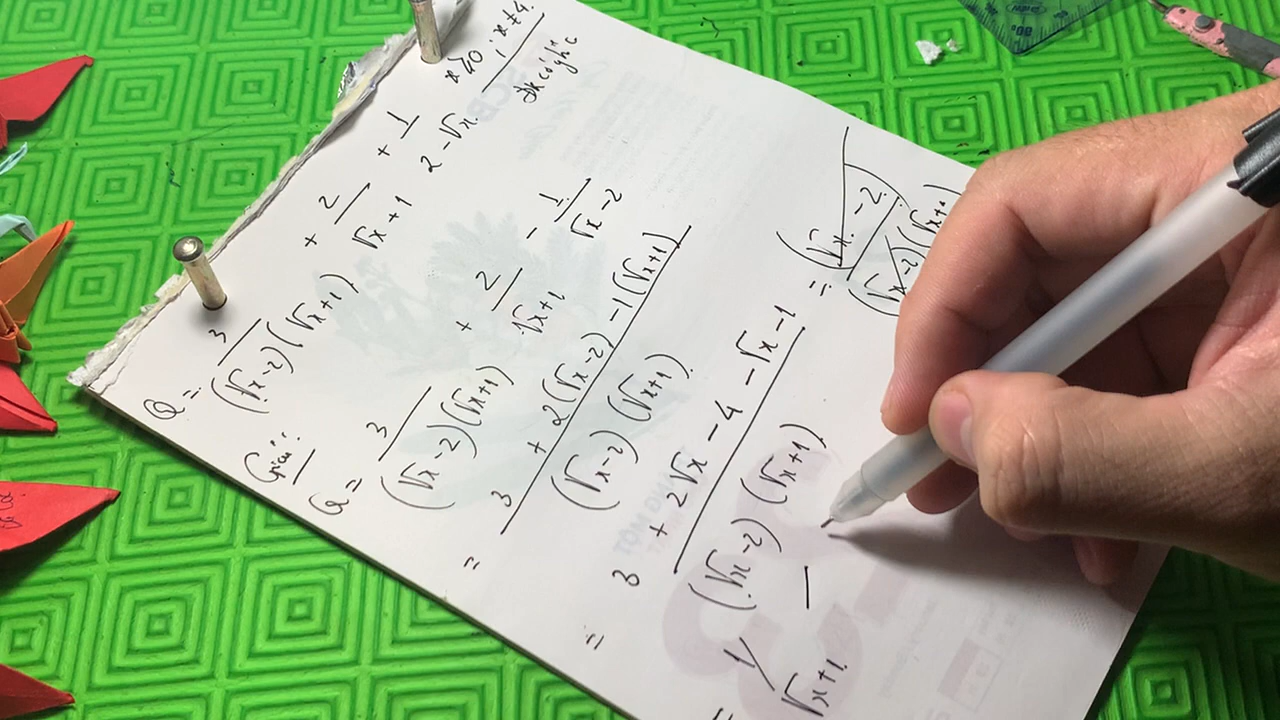 Q = 3/((√x-2)(√x+1)) + 2/(√x+1) + 1/(2-√x) x≥0 ; x≠4.
Giải:
Q = 3/((√x-2)(√x+1)) + 2/(√x+1) - 1/(√x-2)
= (3 + 2(√x-2) - 1(√x+1))/((√x-2)(√x+1))
= (3 + 2√x - 4 - √x - 1)/((√x-2)(√x+1)) = (√x-2)/((√x-2)(√x+1))
= 1/(√x+1)